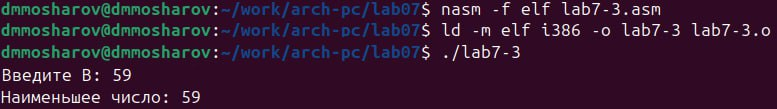 dmmosharov@dmmosharov:~/work/arch-pc/lab07$ nasm -f elf lab7-3.asm
dmmosharov@dmmosharov:~/work/arch-pc/lab07$ ld -m elf_i386 -o lab7-3 lab7-3.o
dmmosharov@dmmosharov:~/work/arch-pc/lab07$ ./lab7-3
Введите B: 59
Наименьшее число: 59